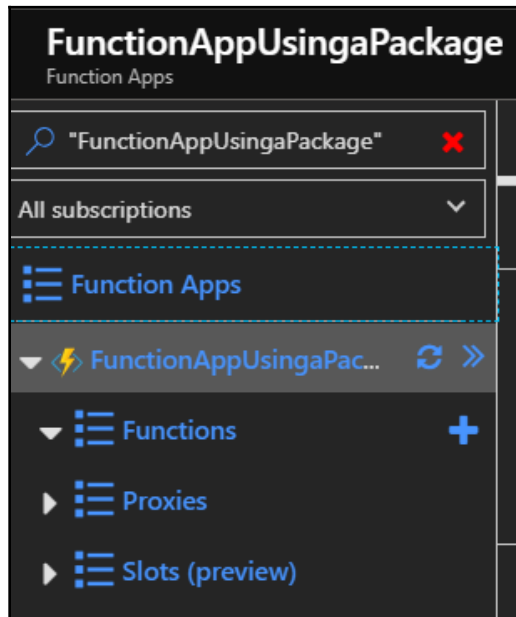 FunctionAppUsingaPackage
Function Apps
"FunctionAppUsingaPackage"
All subscriptions
Function Apps
FunctionAppUsingaPac...
Functions
Proxies
Slots (preview)